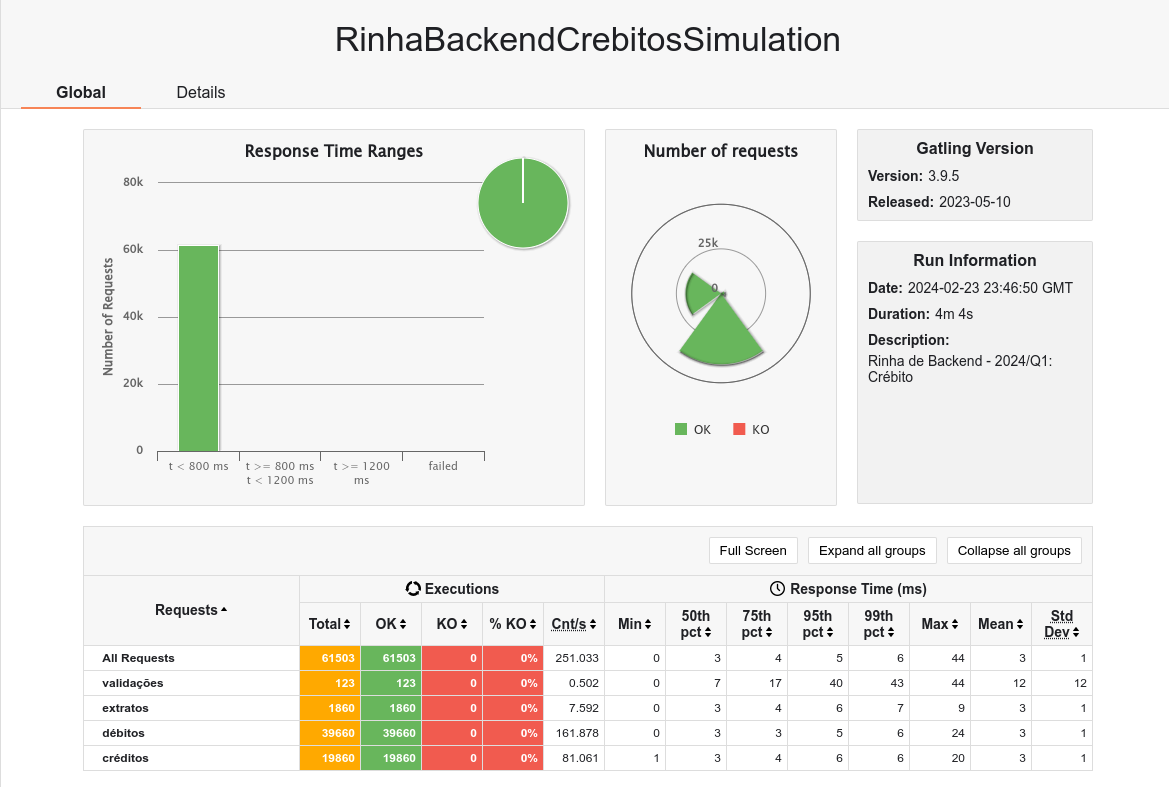 RinhaBackendCrebitosSimulation
Global Details
Response Time Ranges
80k
60k
40k
20k
0
Number of Requests
t < 800 ms
t >= 800 ms
t < 1200 ms
t >= 1200
ms
failed
Number of requests
25k
0
OK KO
Gatling Version
Version: 3.9.5
Released: 2023-05-10
Run Information
Date: 2024-02-23 23:46:50 GMT
Duration: 4m 4s
Description:
Rinha de Backend - 2024/Q1:
Crébito
Full Screen Expand all groups Collapse all groups
Requests Executions Response Time (ms)
Total OK KO % KO Cnt/s Min 50th pct 75th pct 95th pct 99th pct Max Mean Std Dev
All Requests 61503 61503 0 0% 251.033 0 3 4 5 6 44 3 1
validações 123 123 0 0% 0.502 0 7 17 40 43 44 12 12
extratos 1860 1860 0 0% 7.592 0 3 4 6 7 9 3 1
débitos 39660 39660 0 0% 161.878 0 3 3 5 6 24 3 1
créditos 19860 19860 0 0% 81.061 1 3 4 6 6 20 3 1